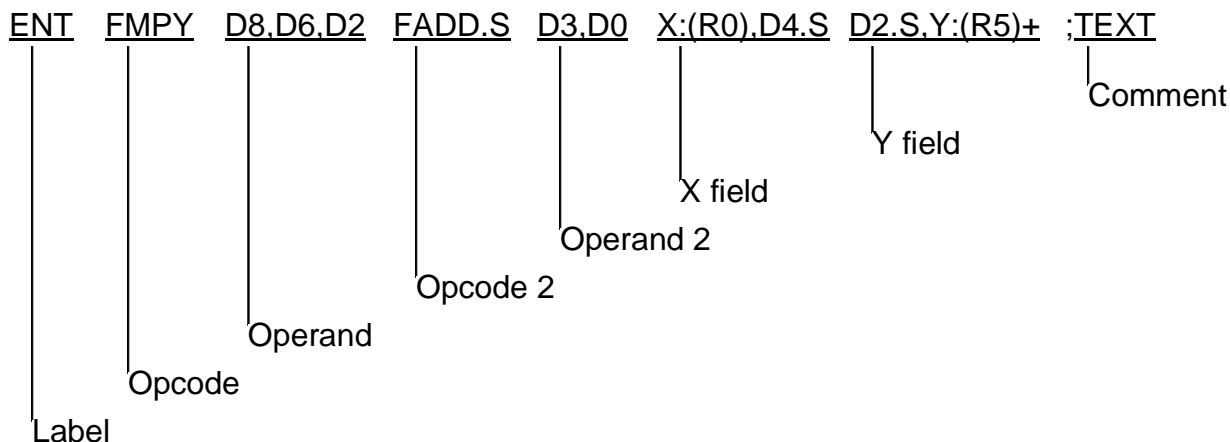 ENT FMPY D8,D6,D2 FADD.S D3,D0 X:(R0),D4.S D2.S,Y:(R5)+ ;TEXT
Comment
Y field
X field
Operand 2
Opcode 2
Operand
Opcode
Label